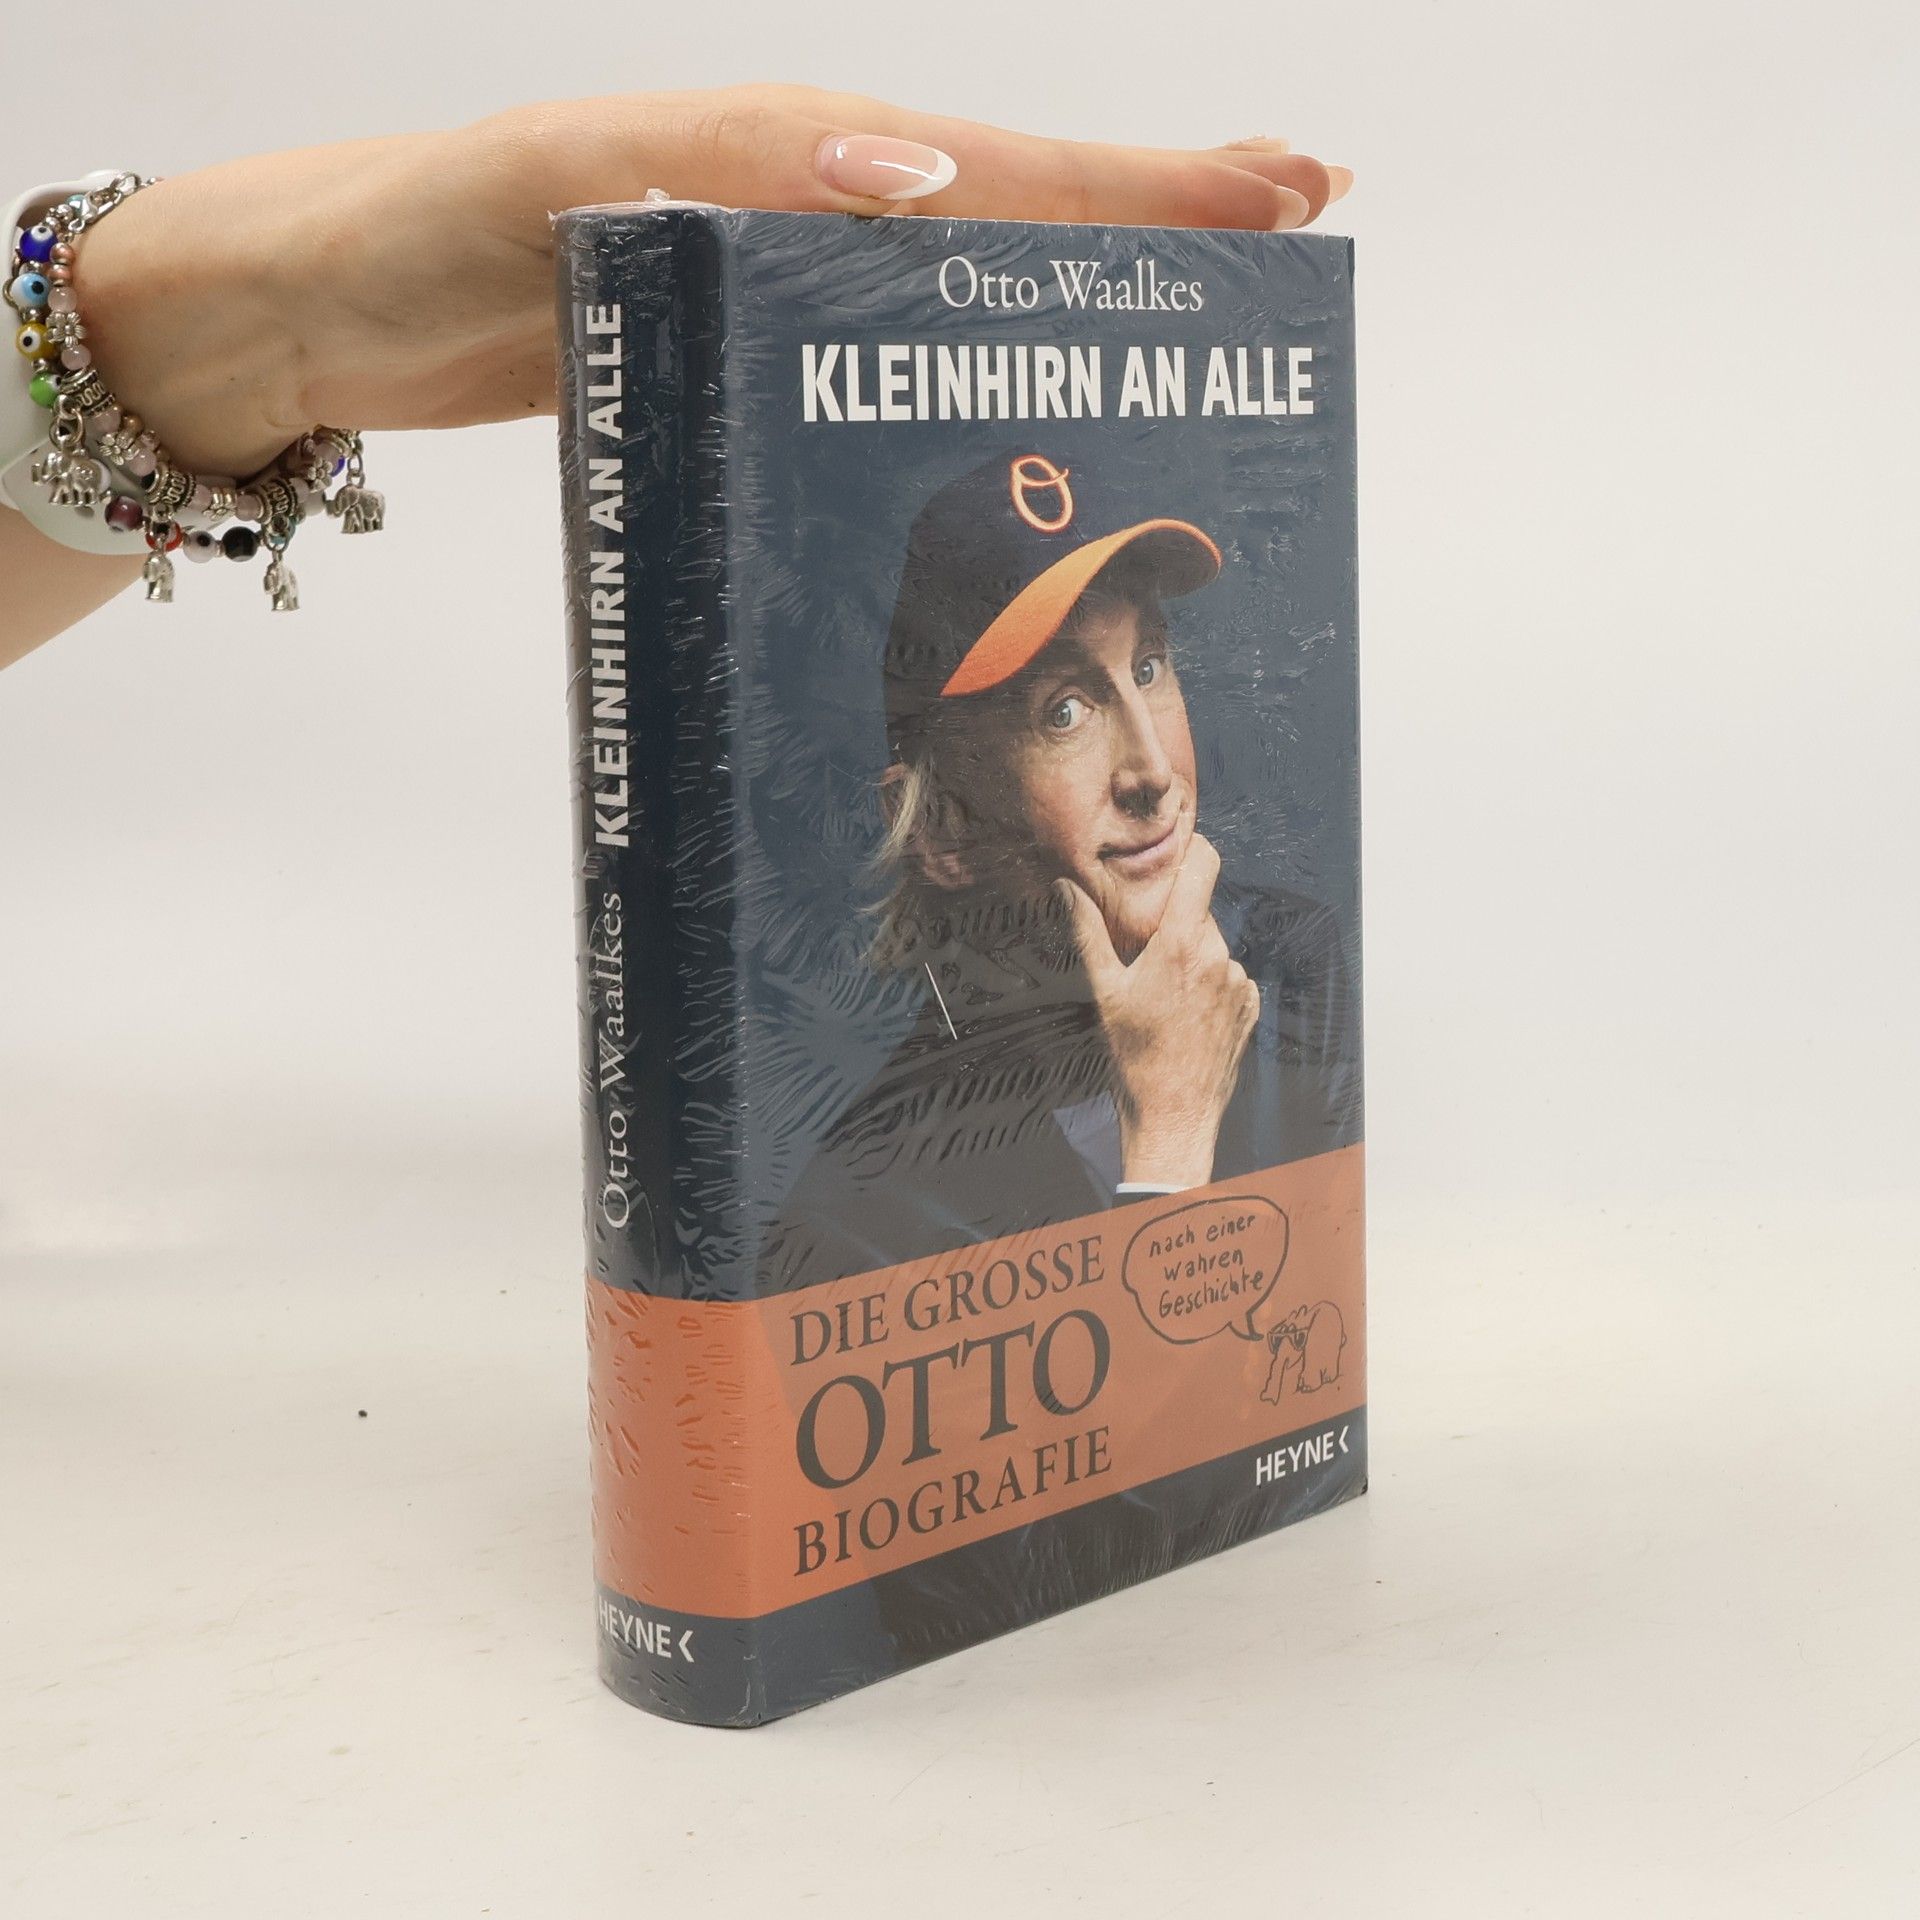 Otto Waalkes
KLEINHIRN AN ALLE
O
nach einer
wahren
Geschichte
DIE GROSSE
OTTO
BIOGRAFIE
HEYNE<
Otto Waalkes KLEINHIRN AN ALLE
HEYNE<